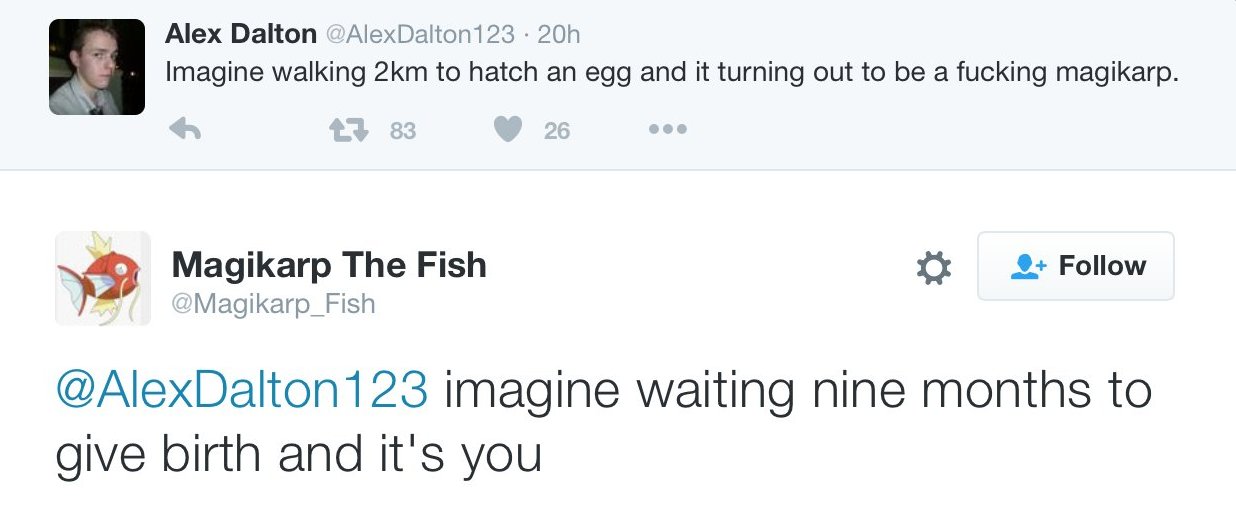 Alex Dalton @AlexDalton123 · 20h
Imagine walking 2km to hatch an egg and it turning out to be a fucking magikarp.
83 26
Magikarp The Fish
@Magikarp_Fish
Follow
@AlexDalton123 imagine waiting nine months to
give birth and it's you